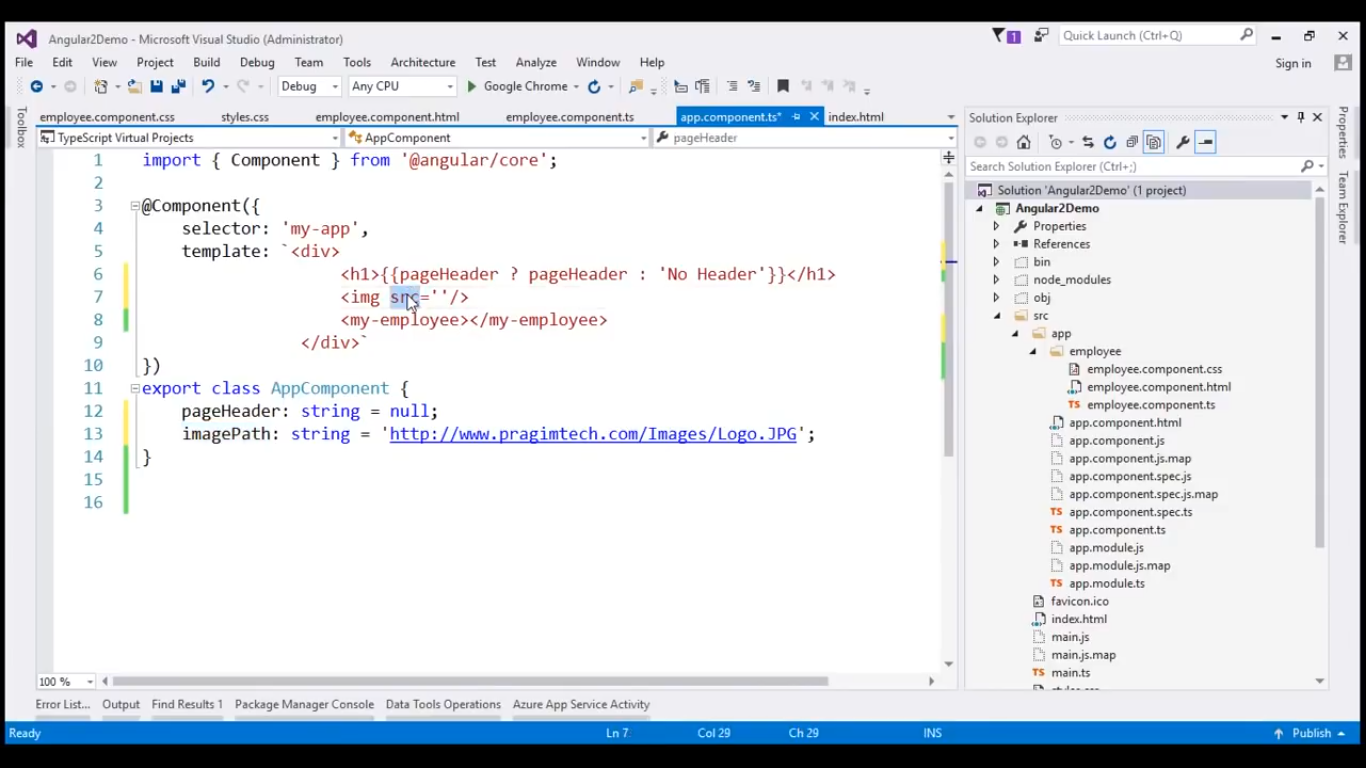 Angular2Demo - Microsoft Visual Studio (Administrator)
1
Quick Launch (Ctrl+Q)
File Edit View Project Build Debug Team Tools Architecture Test Analyze Window Help
Sign in
Debug Any CPU Google Chrome
employee.component.css styles.css employee.component.html employee.component.ts app.component.ts* index.html
TypeScript Virtual Projects AppComponent pageHeader
Toolbox
1 import { Component } from '@angular/core';
2
3 @Component({
4 selector: 'my-app',
5 template: `<div>
6 <h1>{{pageHeader ? pageHeader : 'No Header'}}</h1>
7 <img src=''/>
8 <my-employee></my-employee>
9 </div>`
10 })
11 export class AppComponent {
12 pageHeader: string = null;
13 imagePath: string = 'http://www.pragimtech.com/Images/Logo.JPG';
14 }
15
16
100 %
Solution Explorer
Search Solution Explorer (Ctrl+;)
Solution 'Angular2Demo' (1 project)
Angular2Demo
Properties
References
bin
node_modules
obj
src
app
employee
employee.component.css
employee.component.html
TS employee.component.ts
app.component.html
app.component.js
app.component.js.map
app.component.spec.js
app.component.spec.js.map
TS app.component.spec.ts
TS app.component.ts
app.module.js
app.module.js.map
TS app.module.ts
favicon.ico
index.html
main.js
main.js.map
TS main.ts
Properties
Team Explorer
Error List... Output Find Results 1 Package Manager Console Data Tools Operations Azure App Service Activity
Ready Ln 7 Col 29 Ch 29 INS Publish